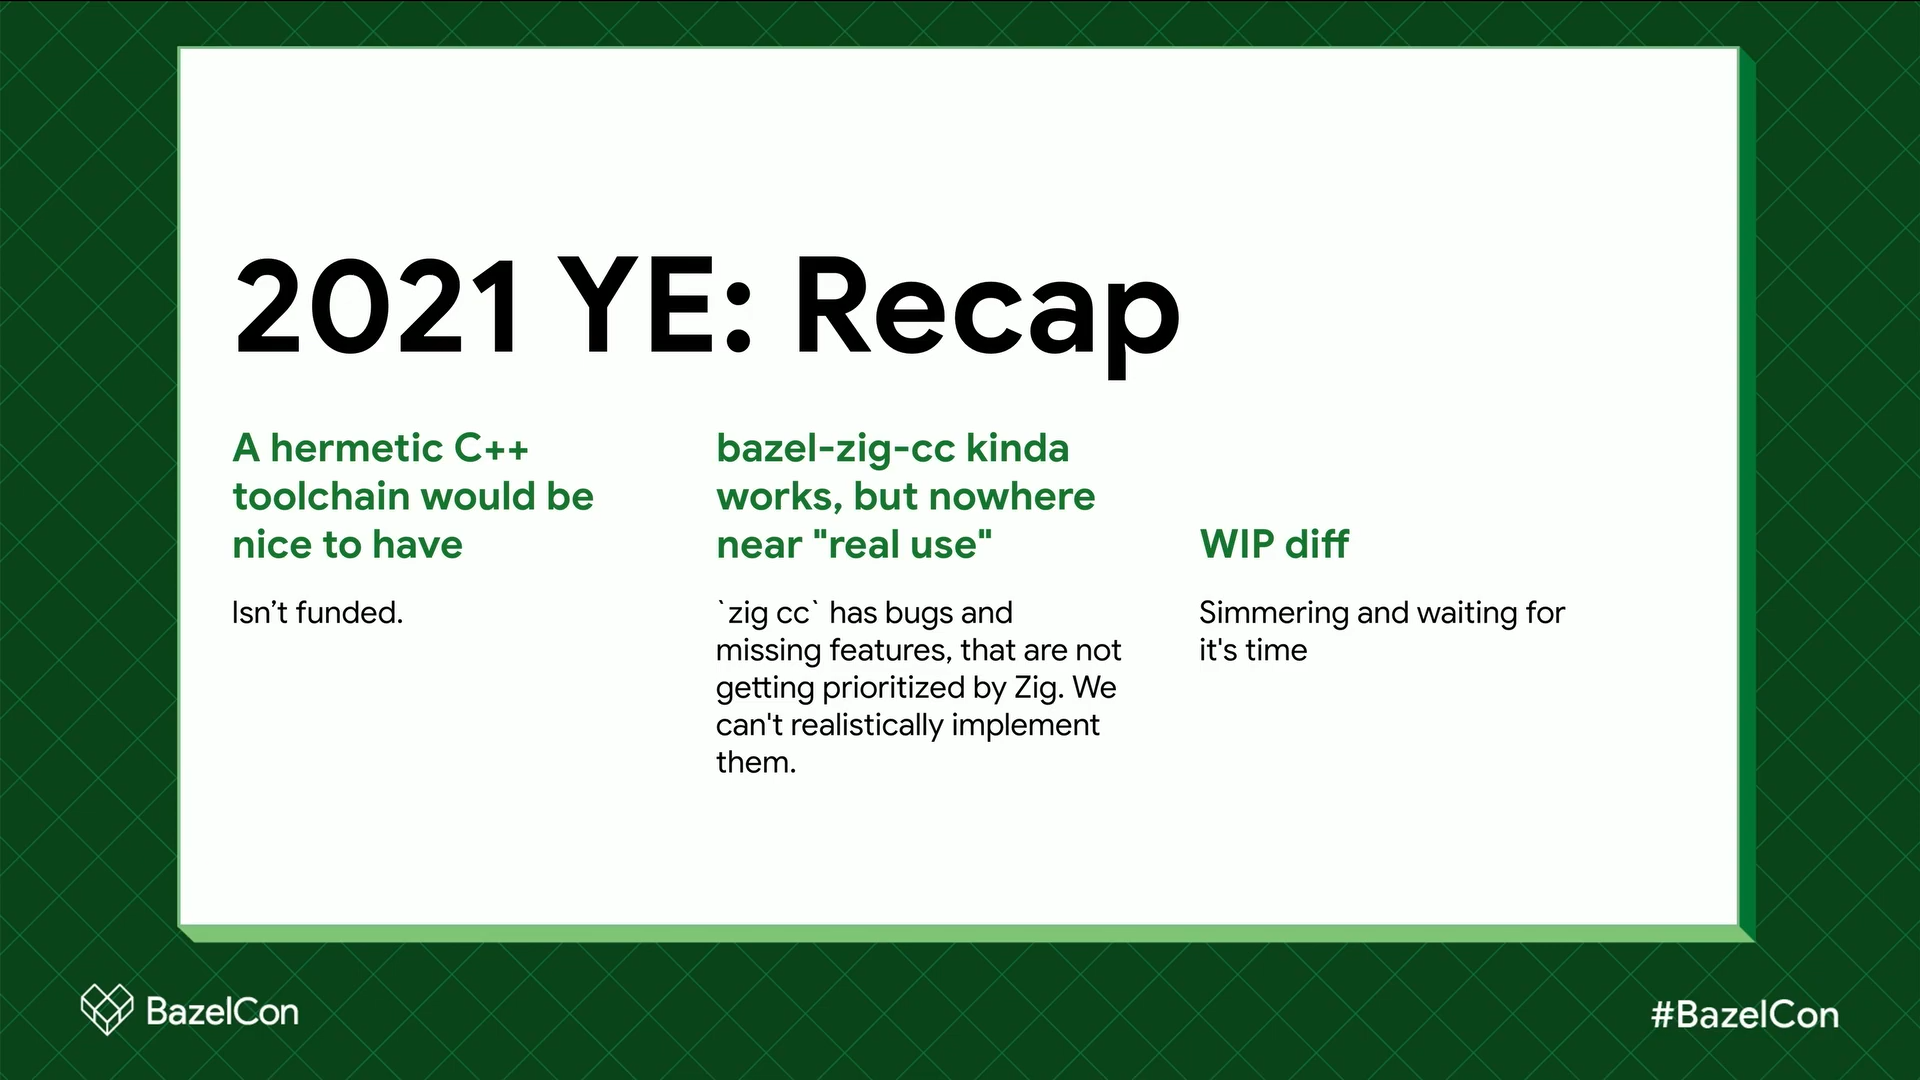 2021 YE: Recap
A hermetic C++
toolchain would be
nice to have
Isn’t funded.
bazel-zig-cc kinda
works, but nowhere
near "real use"
`zig cc` has bugs and
missing features, that are not
getting prioritized by Zig. We
can't realistically implement
them.
WIP diff
Simmering and waiting for
it's time
BazelCon
#BazelCon